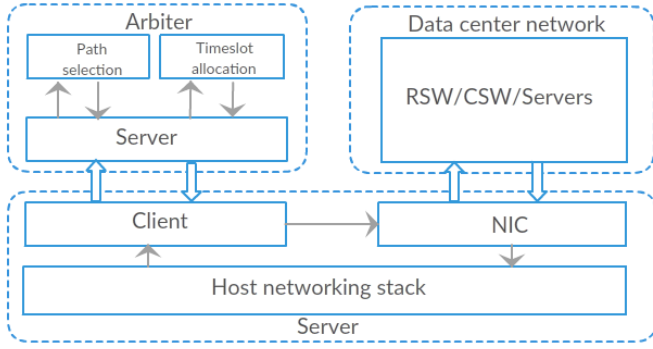 Arbiter
Data center network
Path
selection
Timeslot
allocation
RSW/CSW/Servers
Server
Client
NIC
Host networking stack
Server